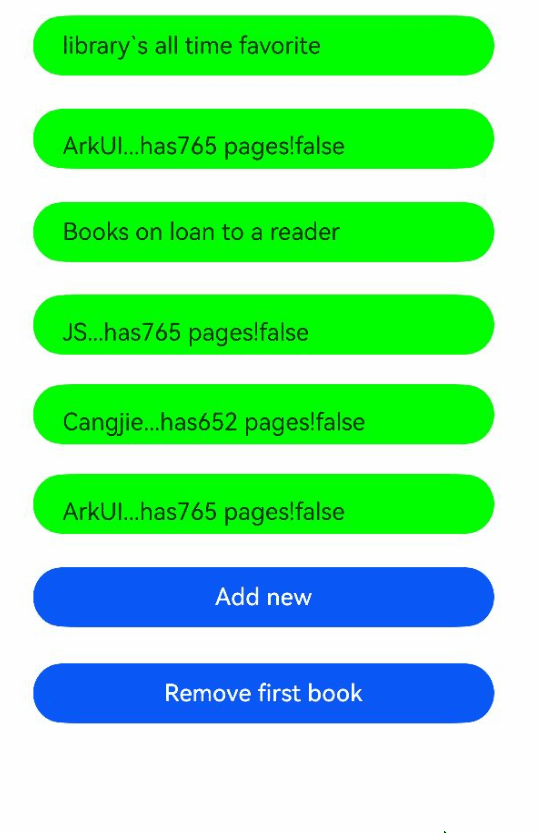 library`s all time favorite
ArkUI...has765 pages!false
Books on loan to a reader
JS...has765 pages!false
Cangjie...has652 pages!false
ArkUI...has765 pages!false
Add new
Remove first book